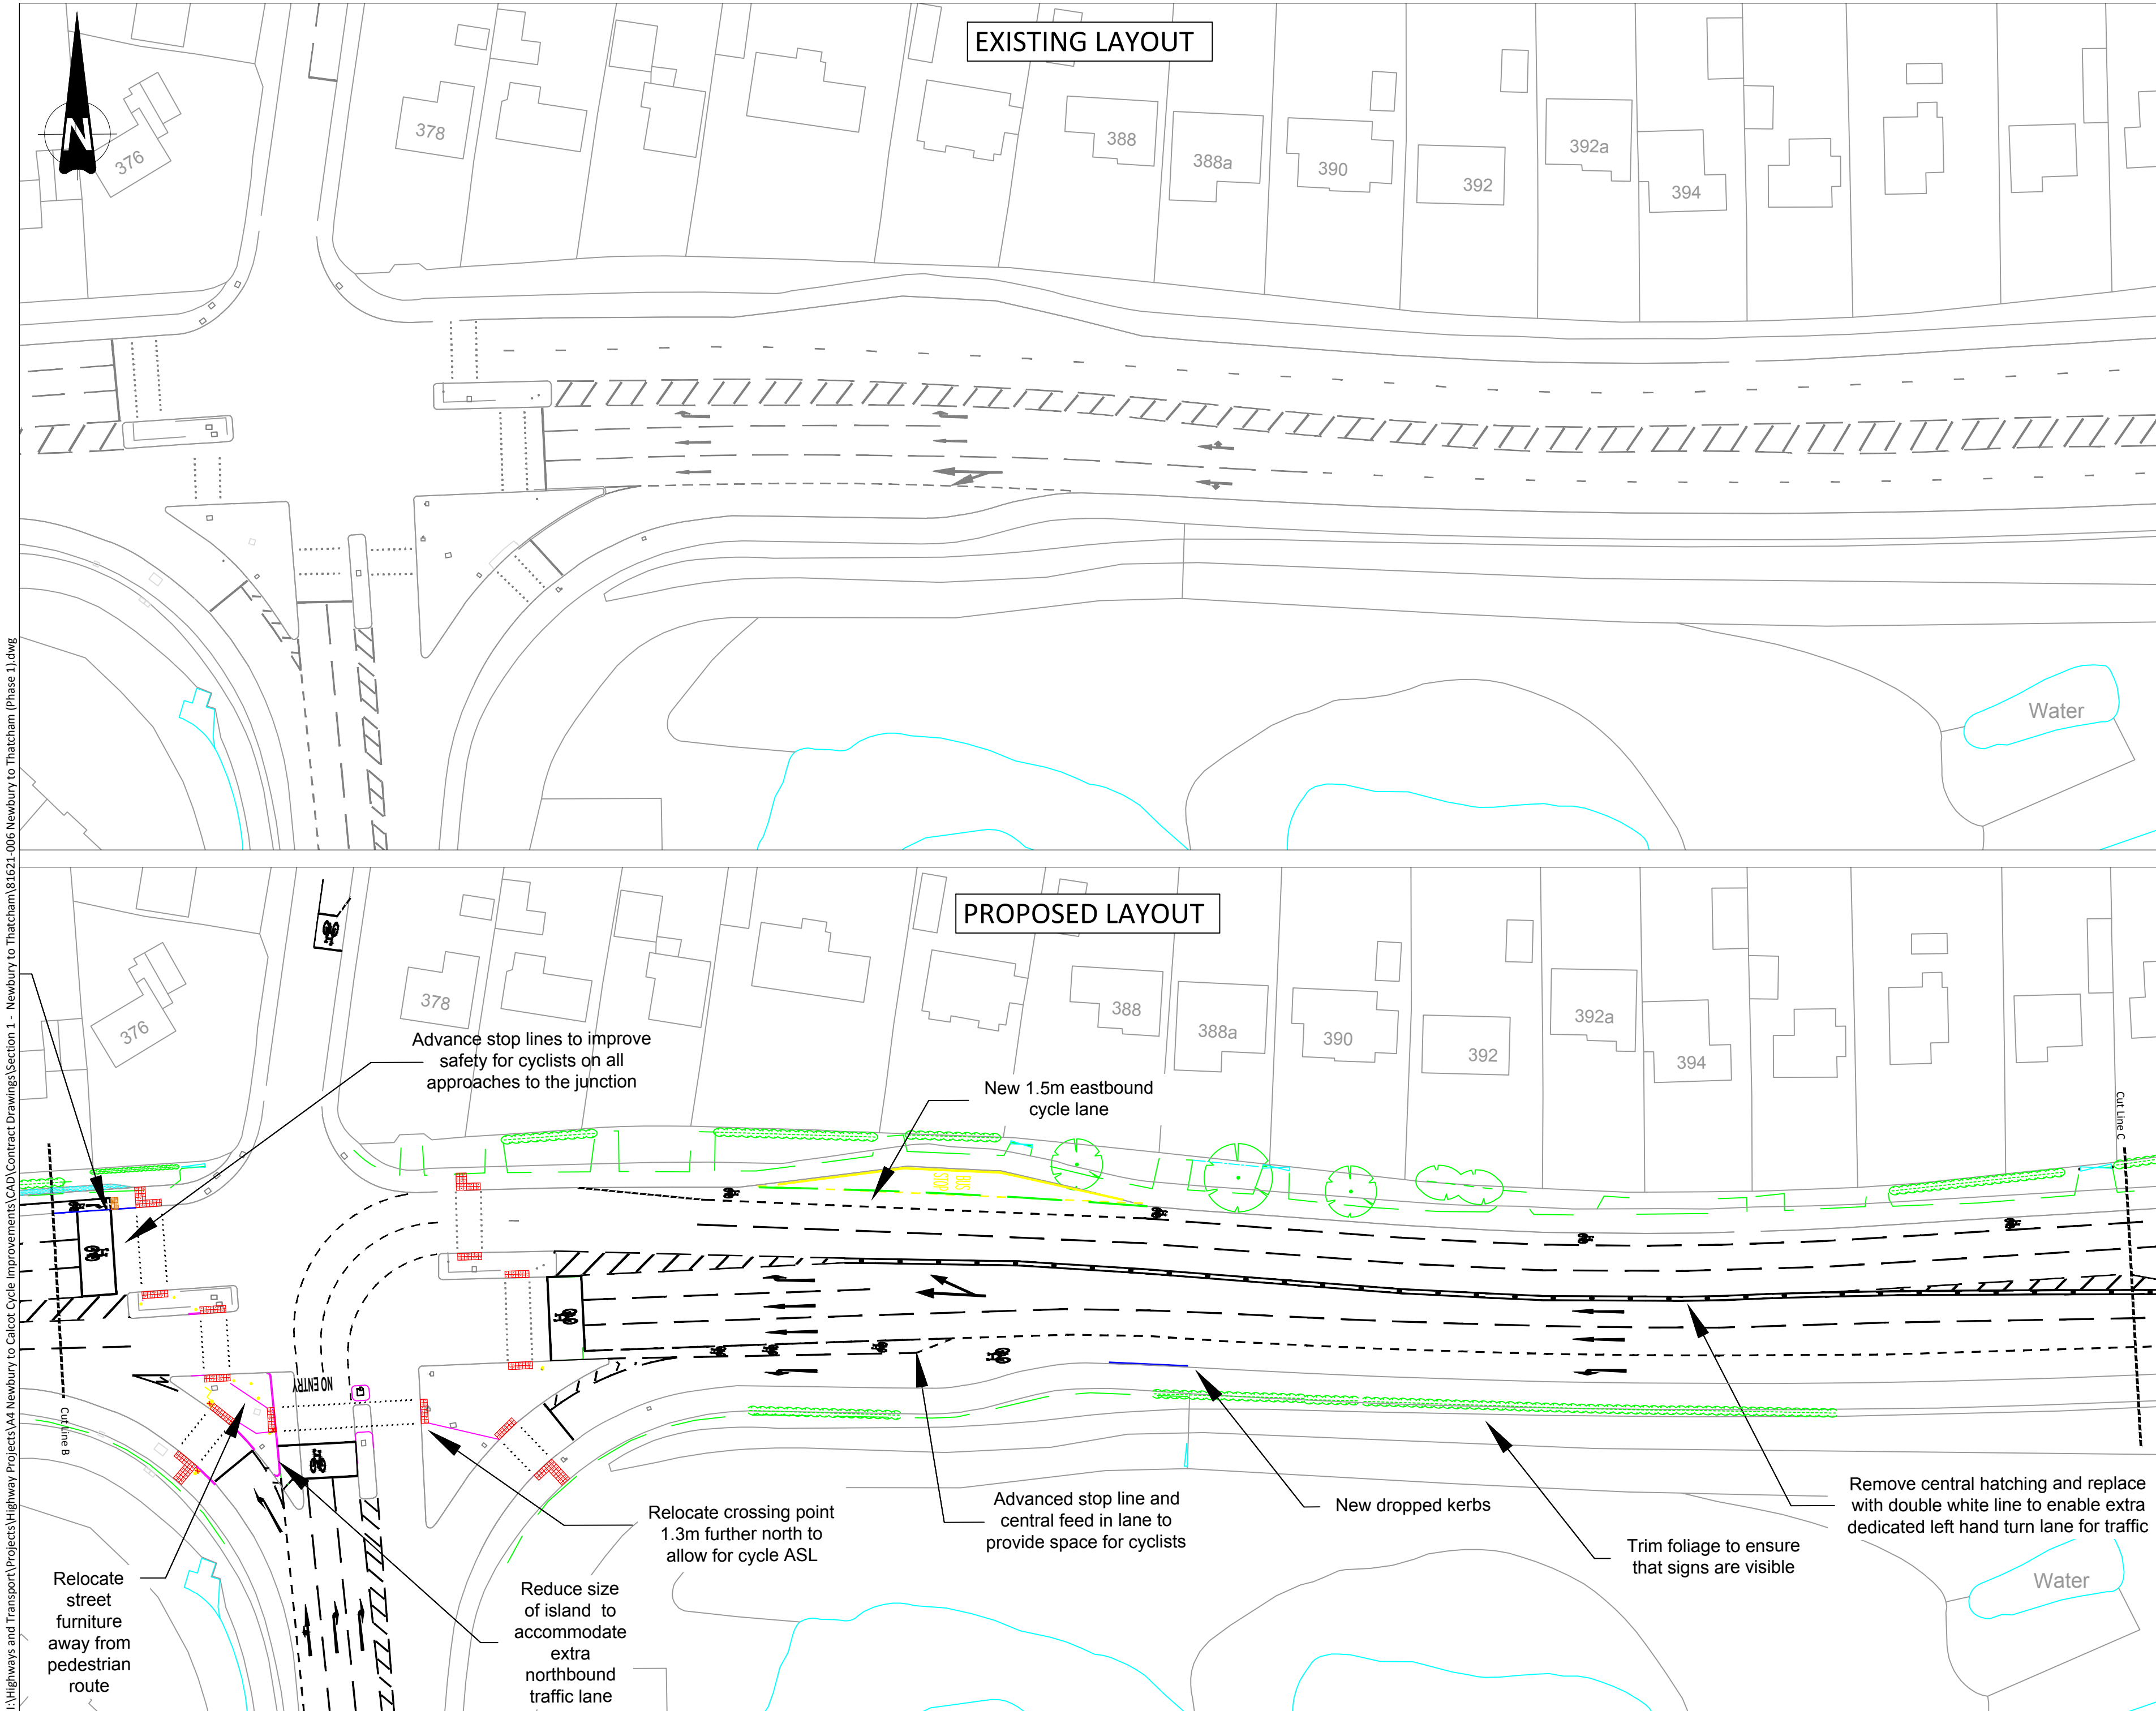 EXISTING LAYOUT
N
376
378
388
388a
390
392
392a
394
Water
I:\Highways and Transport\Projects\Highway Projects\A4 Newbury to Calcot Cycle Improvements\CAD\Contract Drawings\Section 1 - Newbury to Thatcham\81621-006 Newbury to Thatcham (Phase 1).dwg
PROPOSED LAYOUT
376
378
388
388a
390
392
392a
394
Advance stop lines to improve
safety for cyclists on all
approaches to the junction
New 1.5m eastbound
cycle lane
Cut Line C
BUS
STOP
NO ENTRY
Cut Line B
Relocate
street
furniture
away from
pedestrian
route
Reduce size
of island to
accommodate
extra
northbound
traffic lane
Relocate crossing point
1.3m further north to
allow for cycle ASL
Advanced stop line and
central feed in lane to
provide space for cyclists
New dropped kerbs
Trim foliage to ensure
that signs are visible
Remove central hatching and replace
with double white line to enable extra
dedicated left hand turn lane for traffic
Water